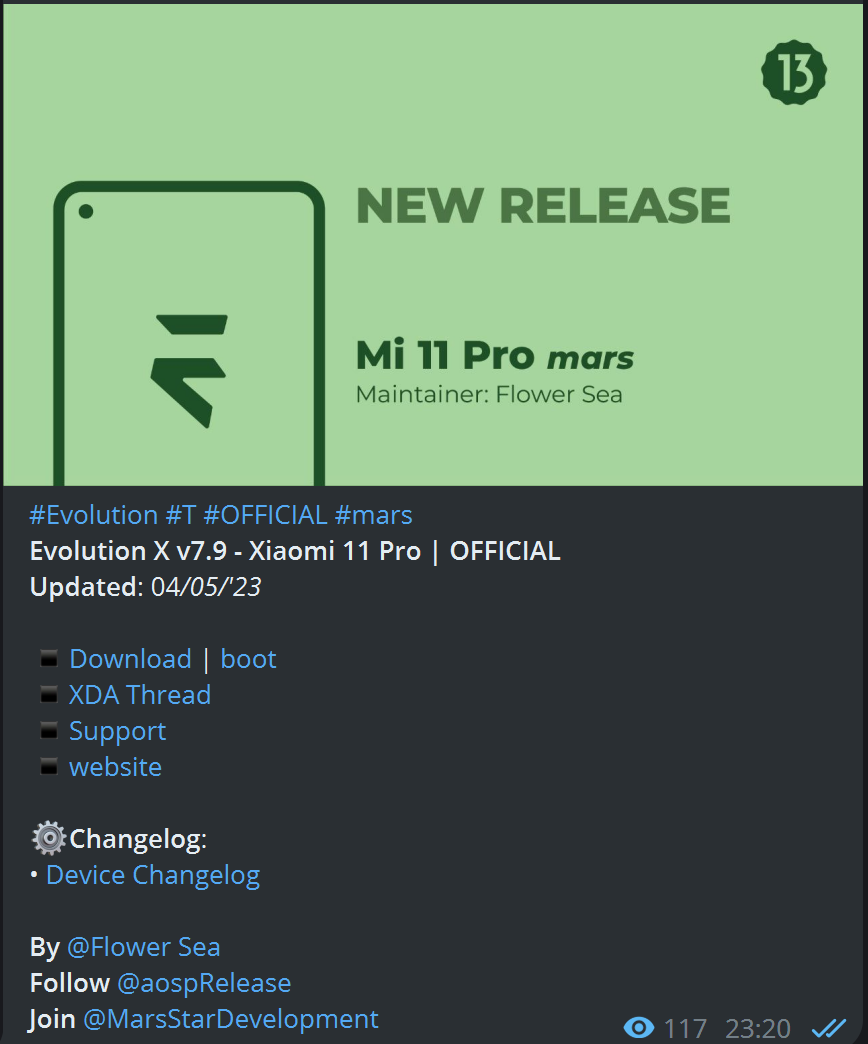 13
NEW RELEASE
Mi 11 Pro mars
Maintainer: Flower Sea
#Evolution #T #OFFICIAL #mars
Evolution X v7.9 - Xiaomi 11 Pro | OFFICIAL
Updated: 04/05/'23
Download | boot
XDA Thread
Support
website
Changelog:
• Device Changelog
By @Flower Sea
Follow @aospRelease
Join @MarsStarDevelopment
117 23:20